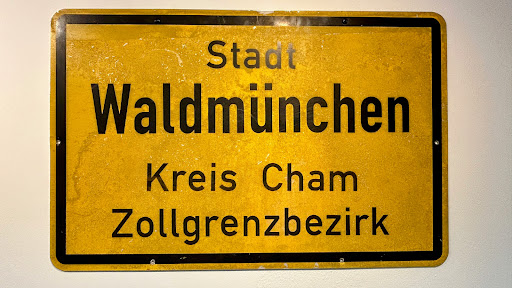 Stadt
Waldmünchen
Kreis Cham
Zollgrenzbezirk